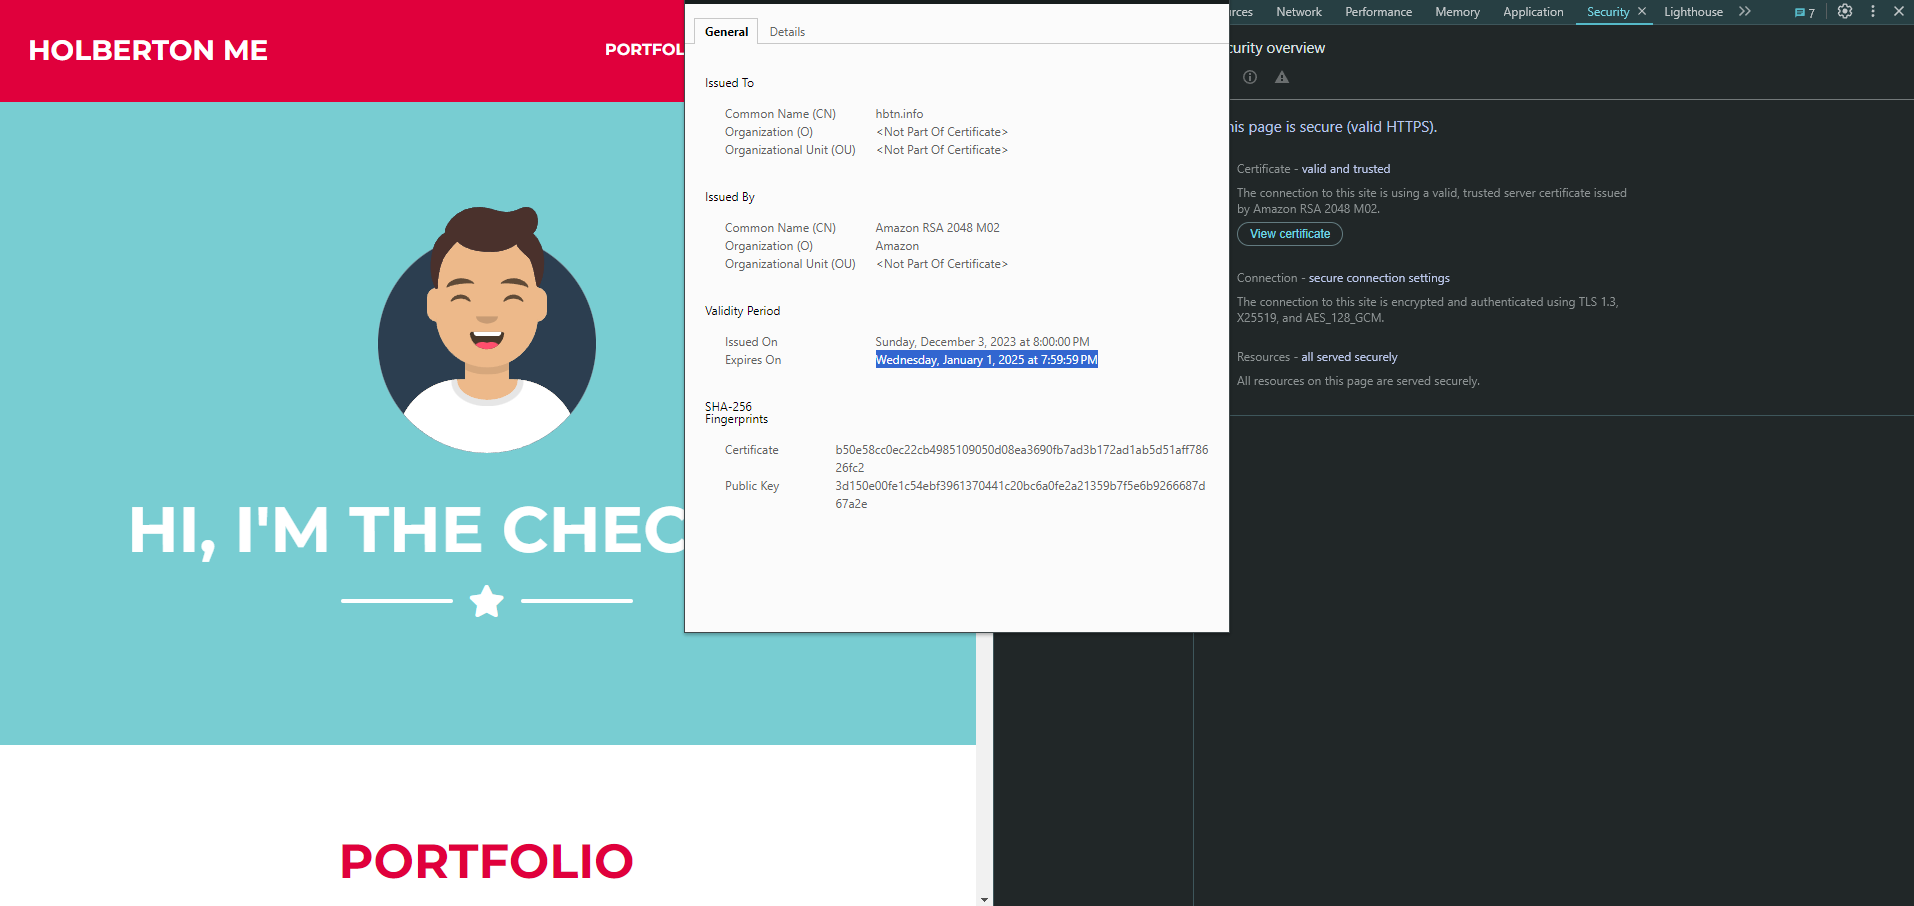 HOLBERTON ME
PORTFOL
HI, I'M THE CHEC
PORTFOLIO
General
Details
Issued To
Common Name (CN) hbtn.info
Organization (O) <Not Part Of Certificate>
Organizational Unit (OU) <Not Part Of Certificate>
Issued By
Common Name (CN) Amazon RSA 2048 M02
Organization (O) Amazon
Organizational Unit (OU) <Not Part Of Certificate>
Validity Period
Issued On Sunday, December 3, 2023 at 8:00:00 PM
Expires On Wednesday, January 1, 2025 at 7:59:59 PM
SHA-256
Fingerprints
Certificate b50e58cc0ec22cb4985109050d08ea3690fb7ad3b172ad1ab5d51aff786
26fc2
Public Key 3d150e00fe1c54ebf3961370441c20bc6a0fe2a21359b7f5e6b9266687d
67a2e
rces Network Performance Memory Application Security Lighthouse 7
curity overview
his page is secure (valid HTTPS).
Certificate - valid and trusted
The connection to this site is using a valid, trusted server certificate issued
by Amazon RSA 2048 M02.
View certificate
Connection - secure connection settings
The connection to this site is encrypted and authenticated using TLS 1.3,
X25519, and AES_128_GCM.
Resources - all served securely
All resources on this page are served securely.